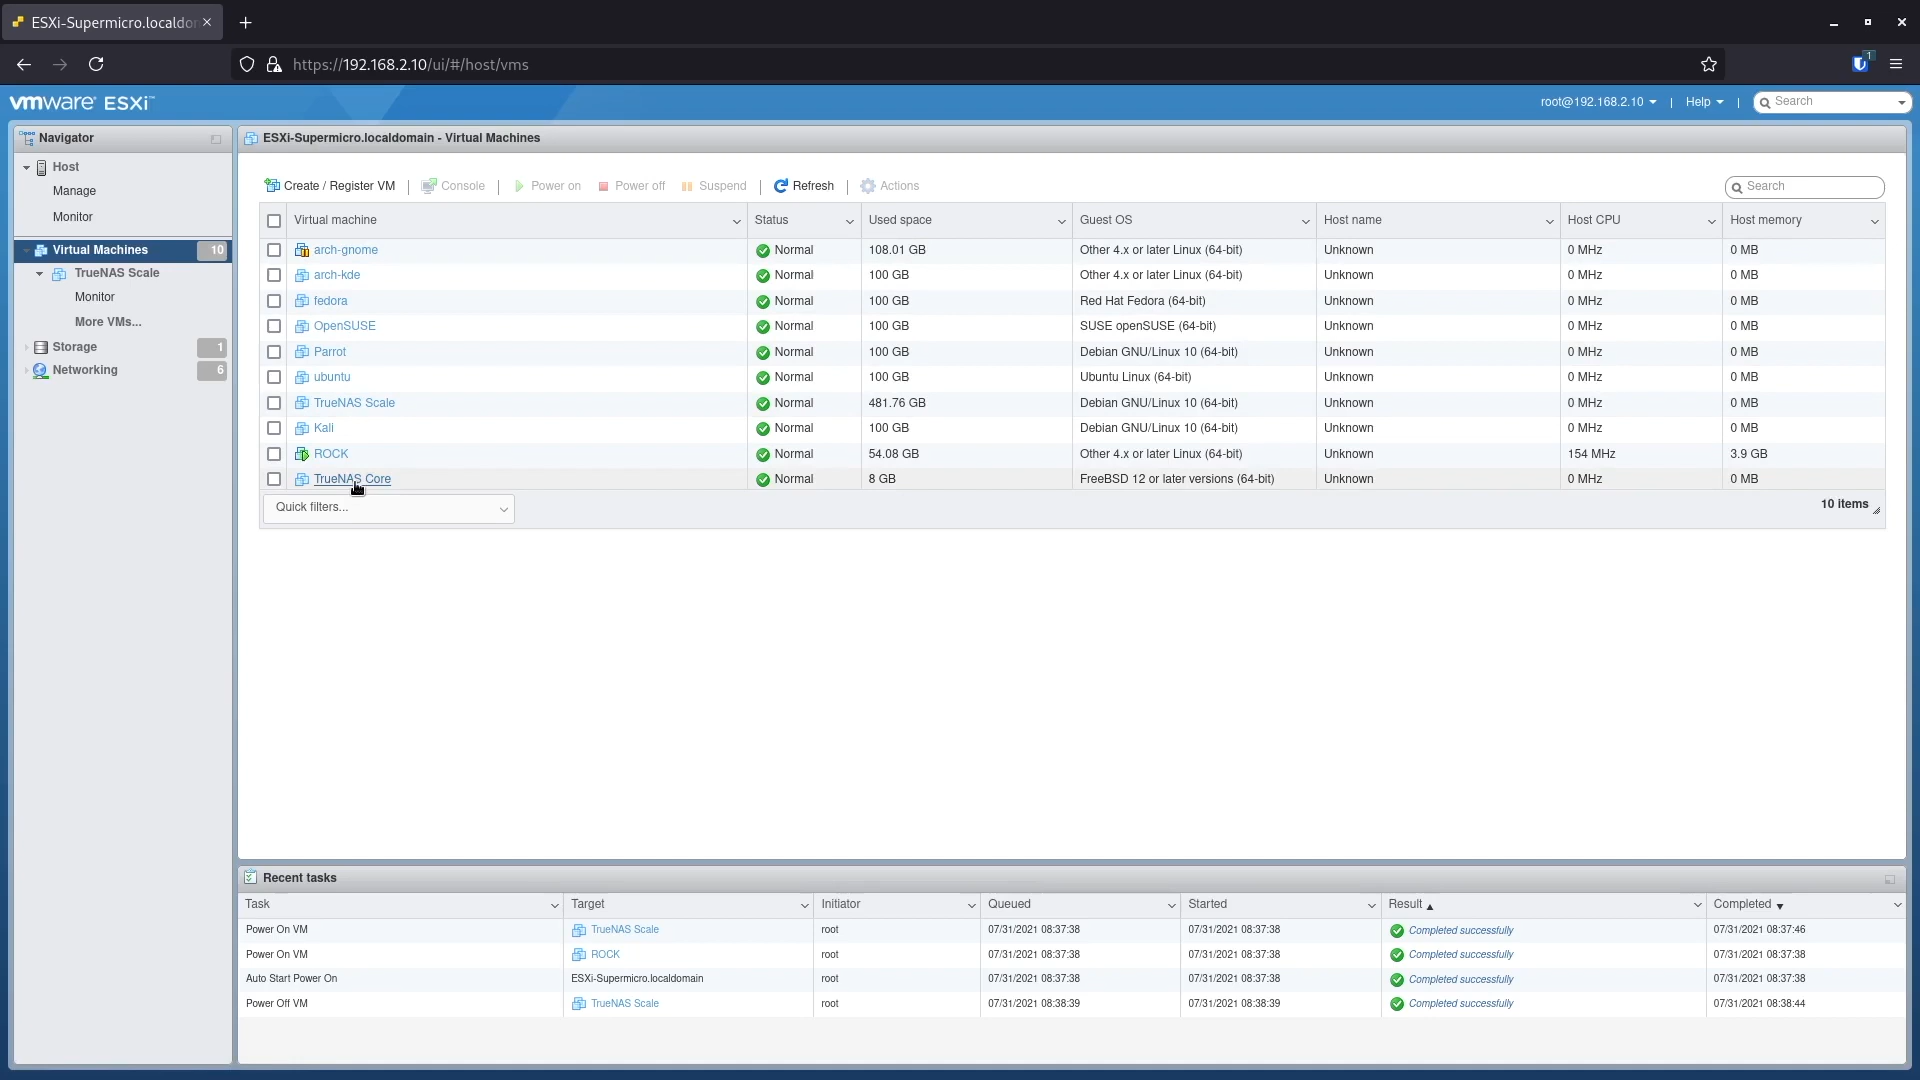 ESXi-Supermicro.localdo
1
https://192.168.2.10/ui/#/host/vms
vmware ESXi™
root@192.168.2.10 | Help | Search
Navigator
Host
Manage
Monitor
Virtual Machines 10
TrueNAS Scale
Monitor
More VMs...
Storage 1
Networking 6
ESXi-Supermicro.localdomain - Virtual Machines
Create / Register VM | Console | Power on Power off Suspend | Refresh | Actions
Search
Virtual machine Status Used space Guest OS Host name Host CPU Host memory
arch-gnome Normal 108.01 GB Other 4.x or later Linux (64-bit) Unknown 0 MHz 0 MB
arch-kde Normal 100 GB Other 4.x or later Linux (64-bit) Unknown 0 MHz 0 MB
fedora Normal 100 GB Red Hat Fedora (64-bit) Unknown 0 MHz 0 MB
OpenSUSE Normal 100 GB SUSE openSUSE (64-bit) Unknown 0 MHz 0 MB
Parrot Normal 100 GB Debian GNU/Linux 10 (64-bit) Unknown 0 MHz 0 MB
ubuntu Normal 100 GB Ubuntu Linux (64-bit) Unknown 0 MHz 0 MB
TrueNAS Scale Normal 481.76 GB Debian GNU/Linux 10 (64-bit) Unknown 0 MHz 0 MB
Kali Normal 100 GB Debian GNU/Linux 10 (64-bit) Unknown 0 MHz 0 MB
ROCK Normal 54.08 GB Other 4.x or later Linux (64-bit) Unknown 154 MHz 3.9 GB
TrueNAS Core Normal 8 GB FreeBSD 12 or later versions (64-bit) Unknown 0 MHz 0 MB
Quick filters...
10 items
Recent tasks
Task Target Initiator Queued Started Result Completed
Power On VM TrueNAS Scale root 07/31/2021 08:37:38 07/31/2021 08:37:38 Completed successfully 07/31/2021 08:37:46
Power On VM ROCK root 07/31/2021 08:37:38 07/31/2021 08:37:38 Completed successfully 07/31/2021 08:37:38
Auto Start Power On ESXi-Supermicro.localdomain root 07/31/2021 08:37:38 07/31/2021 08:37:38 Completed successfully 07/31/2021 08:37:38
Power Off VM TrueNAS Scale root 07/31/2021 08:38:39 07/31/2021 08:38:39 Completed successfully 07/31/2021 08:38:44